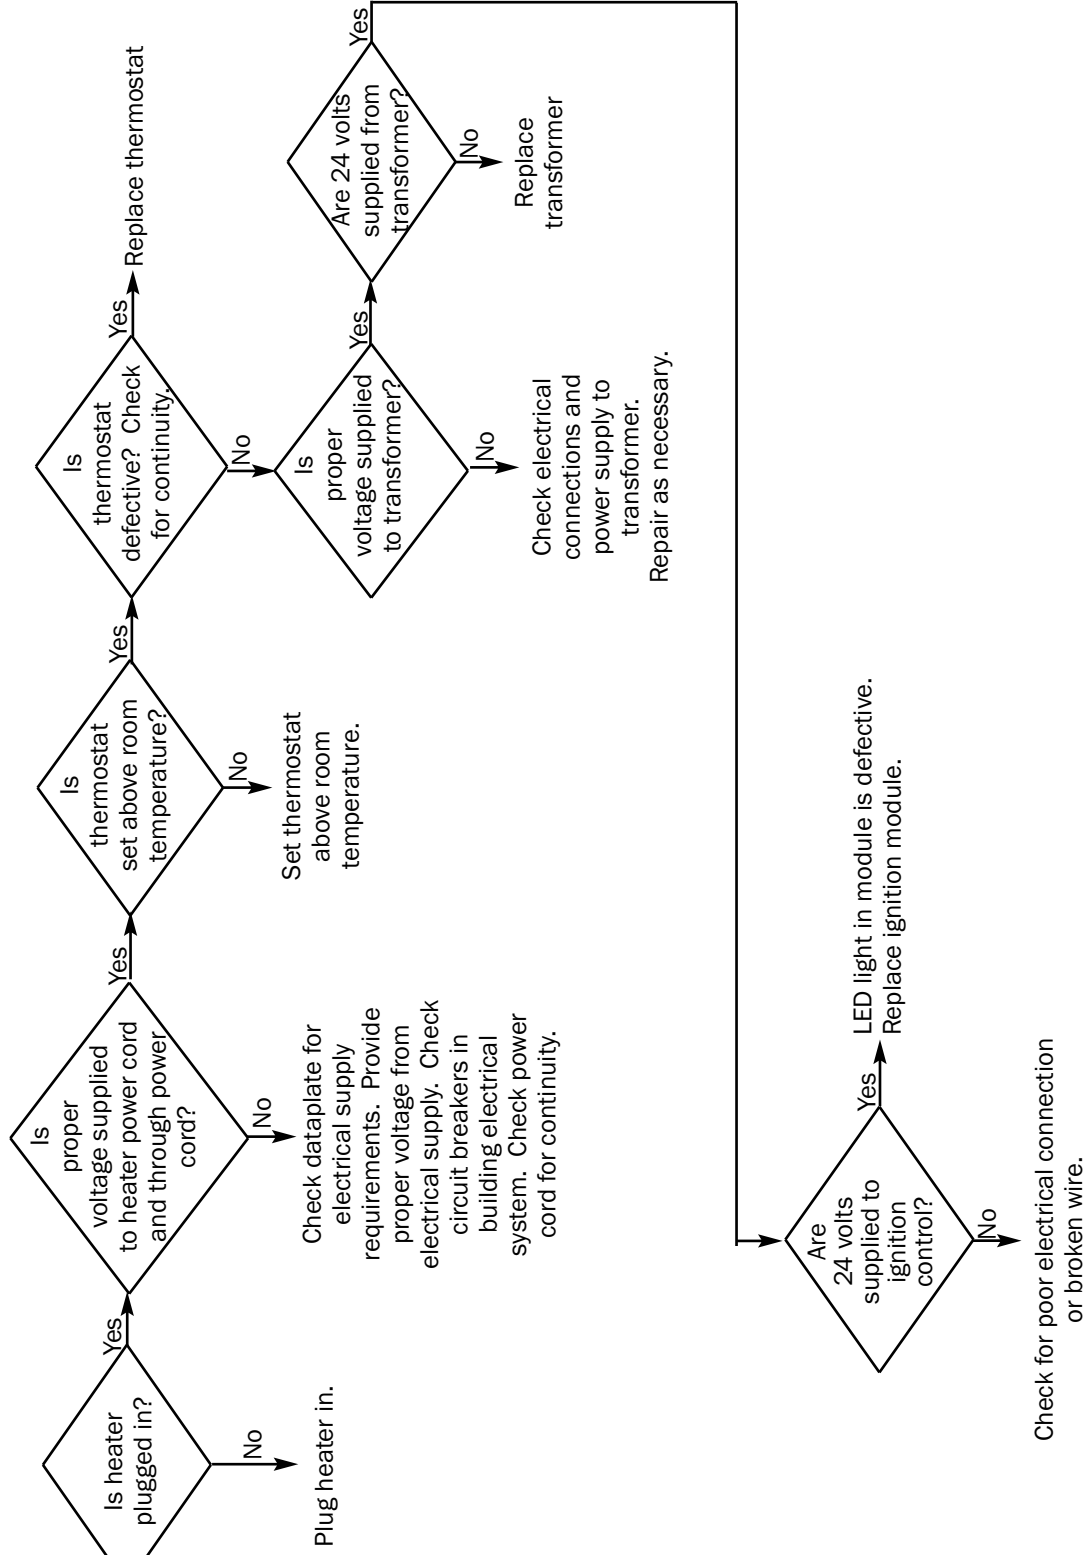 Is heater
plugged in?
Yes
No
Plug heater in.
Is
proper
voltage supplied
to heater power cord
and through power
cord?
Yes
No
Check dataplate for
electrical supply
requirements. Provide
proper voltage from
electrical supply. Check
circuit breakers in
building electrical
system. Check power
cord for continuity.
Is
thermostat
set above room
temperature?
Yes
No
Set thermostat
above room
temperature.
Is
thermostat
defective? Check
for continuity.
Yes
Replace thermostat
No
Is
proper
voltage supplied
to transformer?
Yes
No
Check electrical
connections and
power supply to
transformer.
Repair as necessary.
Are 24 volts
supplied from
transformer?
Yes
No
Replace
transformer
Are
24 volts
supplied to
ignition
control?
Yes
LED light in module is defective.
Replace ignition module.
No
Check for poor electrical connection
or broken wire.